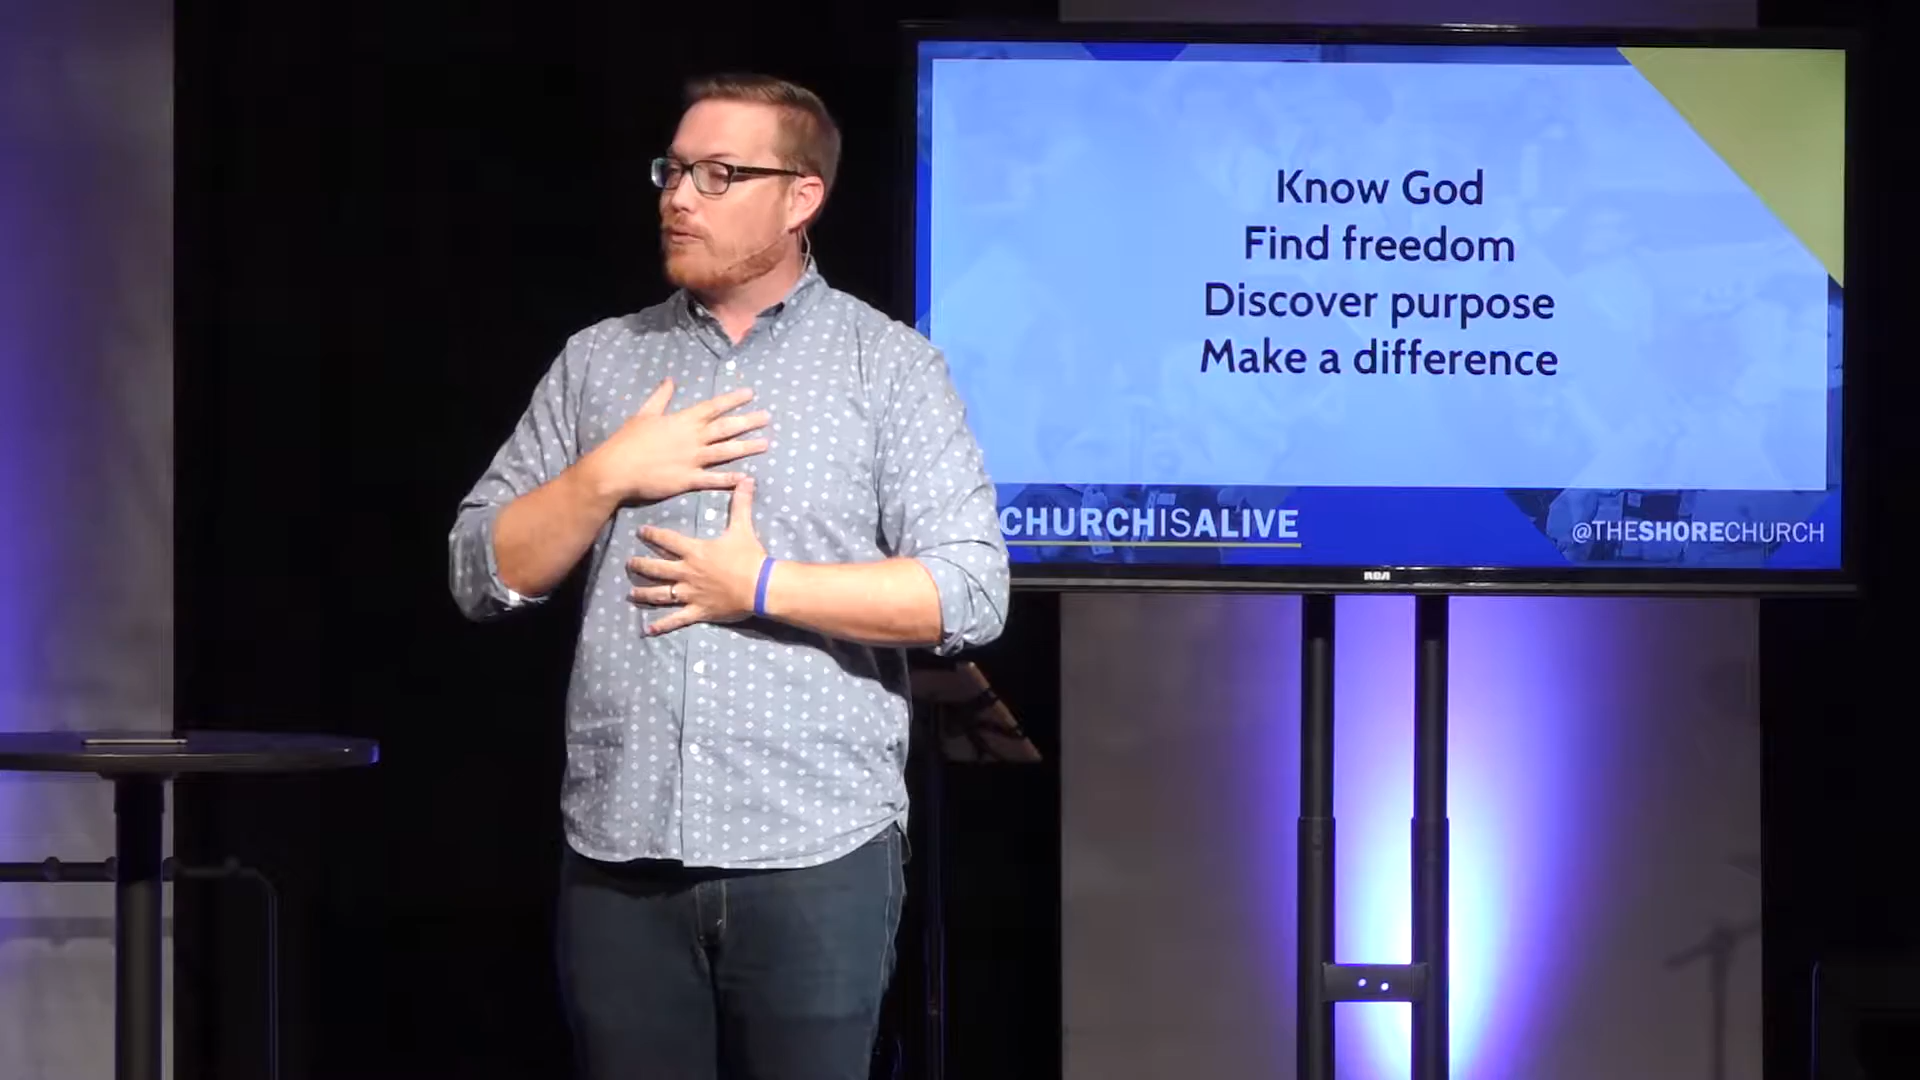 Know God
Find freedom
Discover purpose
Make a difference
CHURCHISALIVE
@THESHORECHURCH
RCA